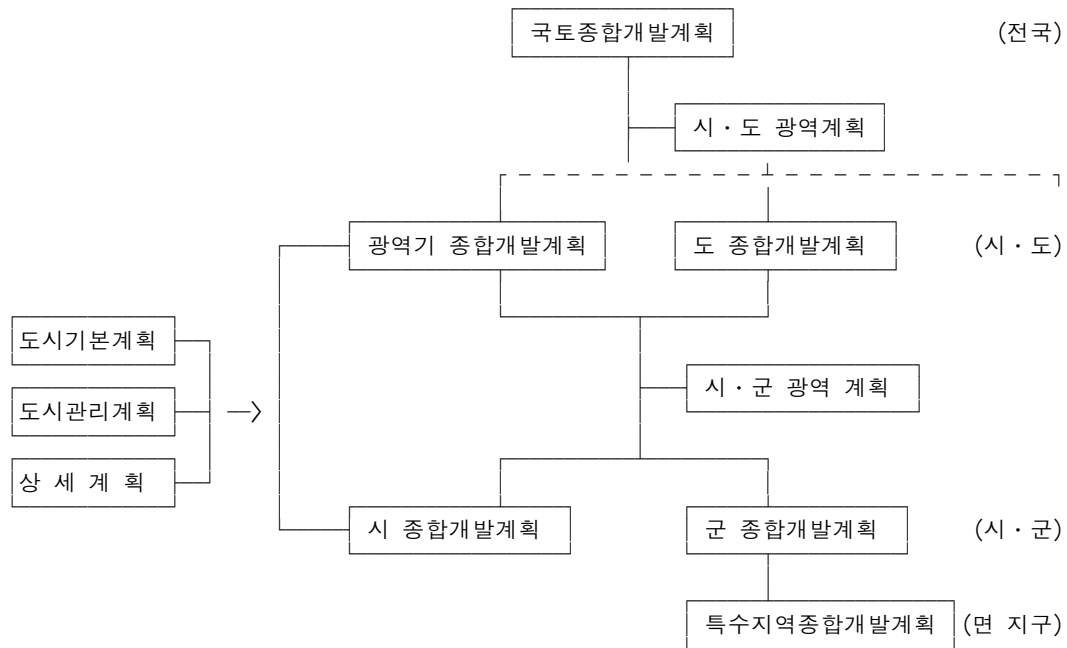 국토종합개발계획 (전국)
시·도 광역계획
광역기 종합개발계획 도 종합개발계획 (시·도)
도시기본계획
시·군 광역 계획
도시관리계획
상 세 계 획
시 종합개발계획 군 종합개발계획 (시·군)
특수지역종합개발계획 (면 지구)